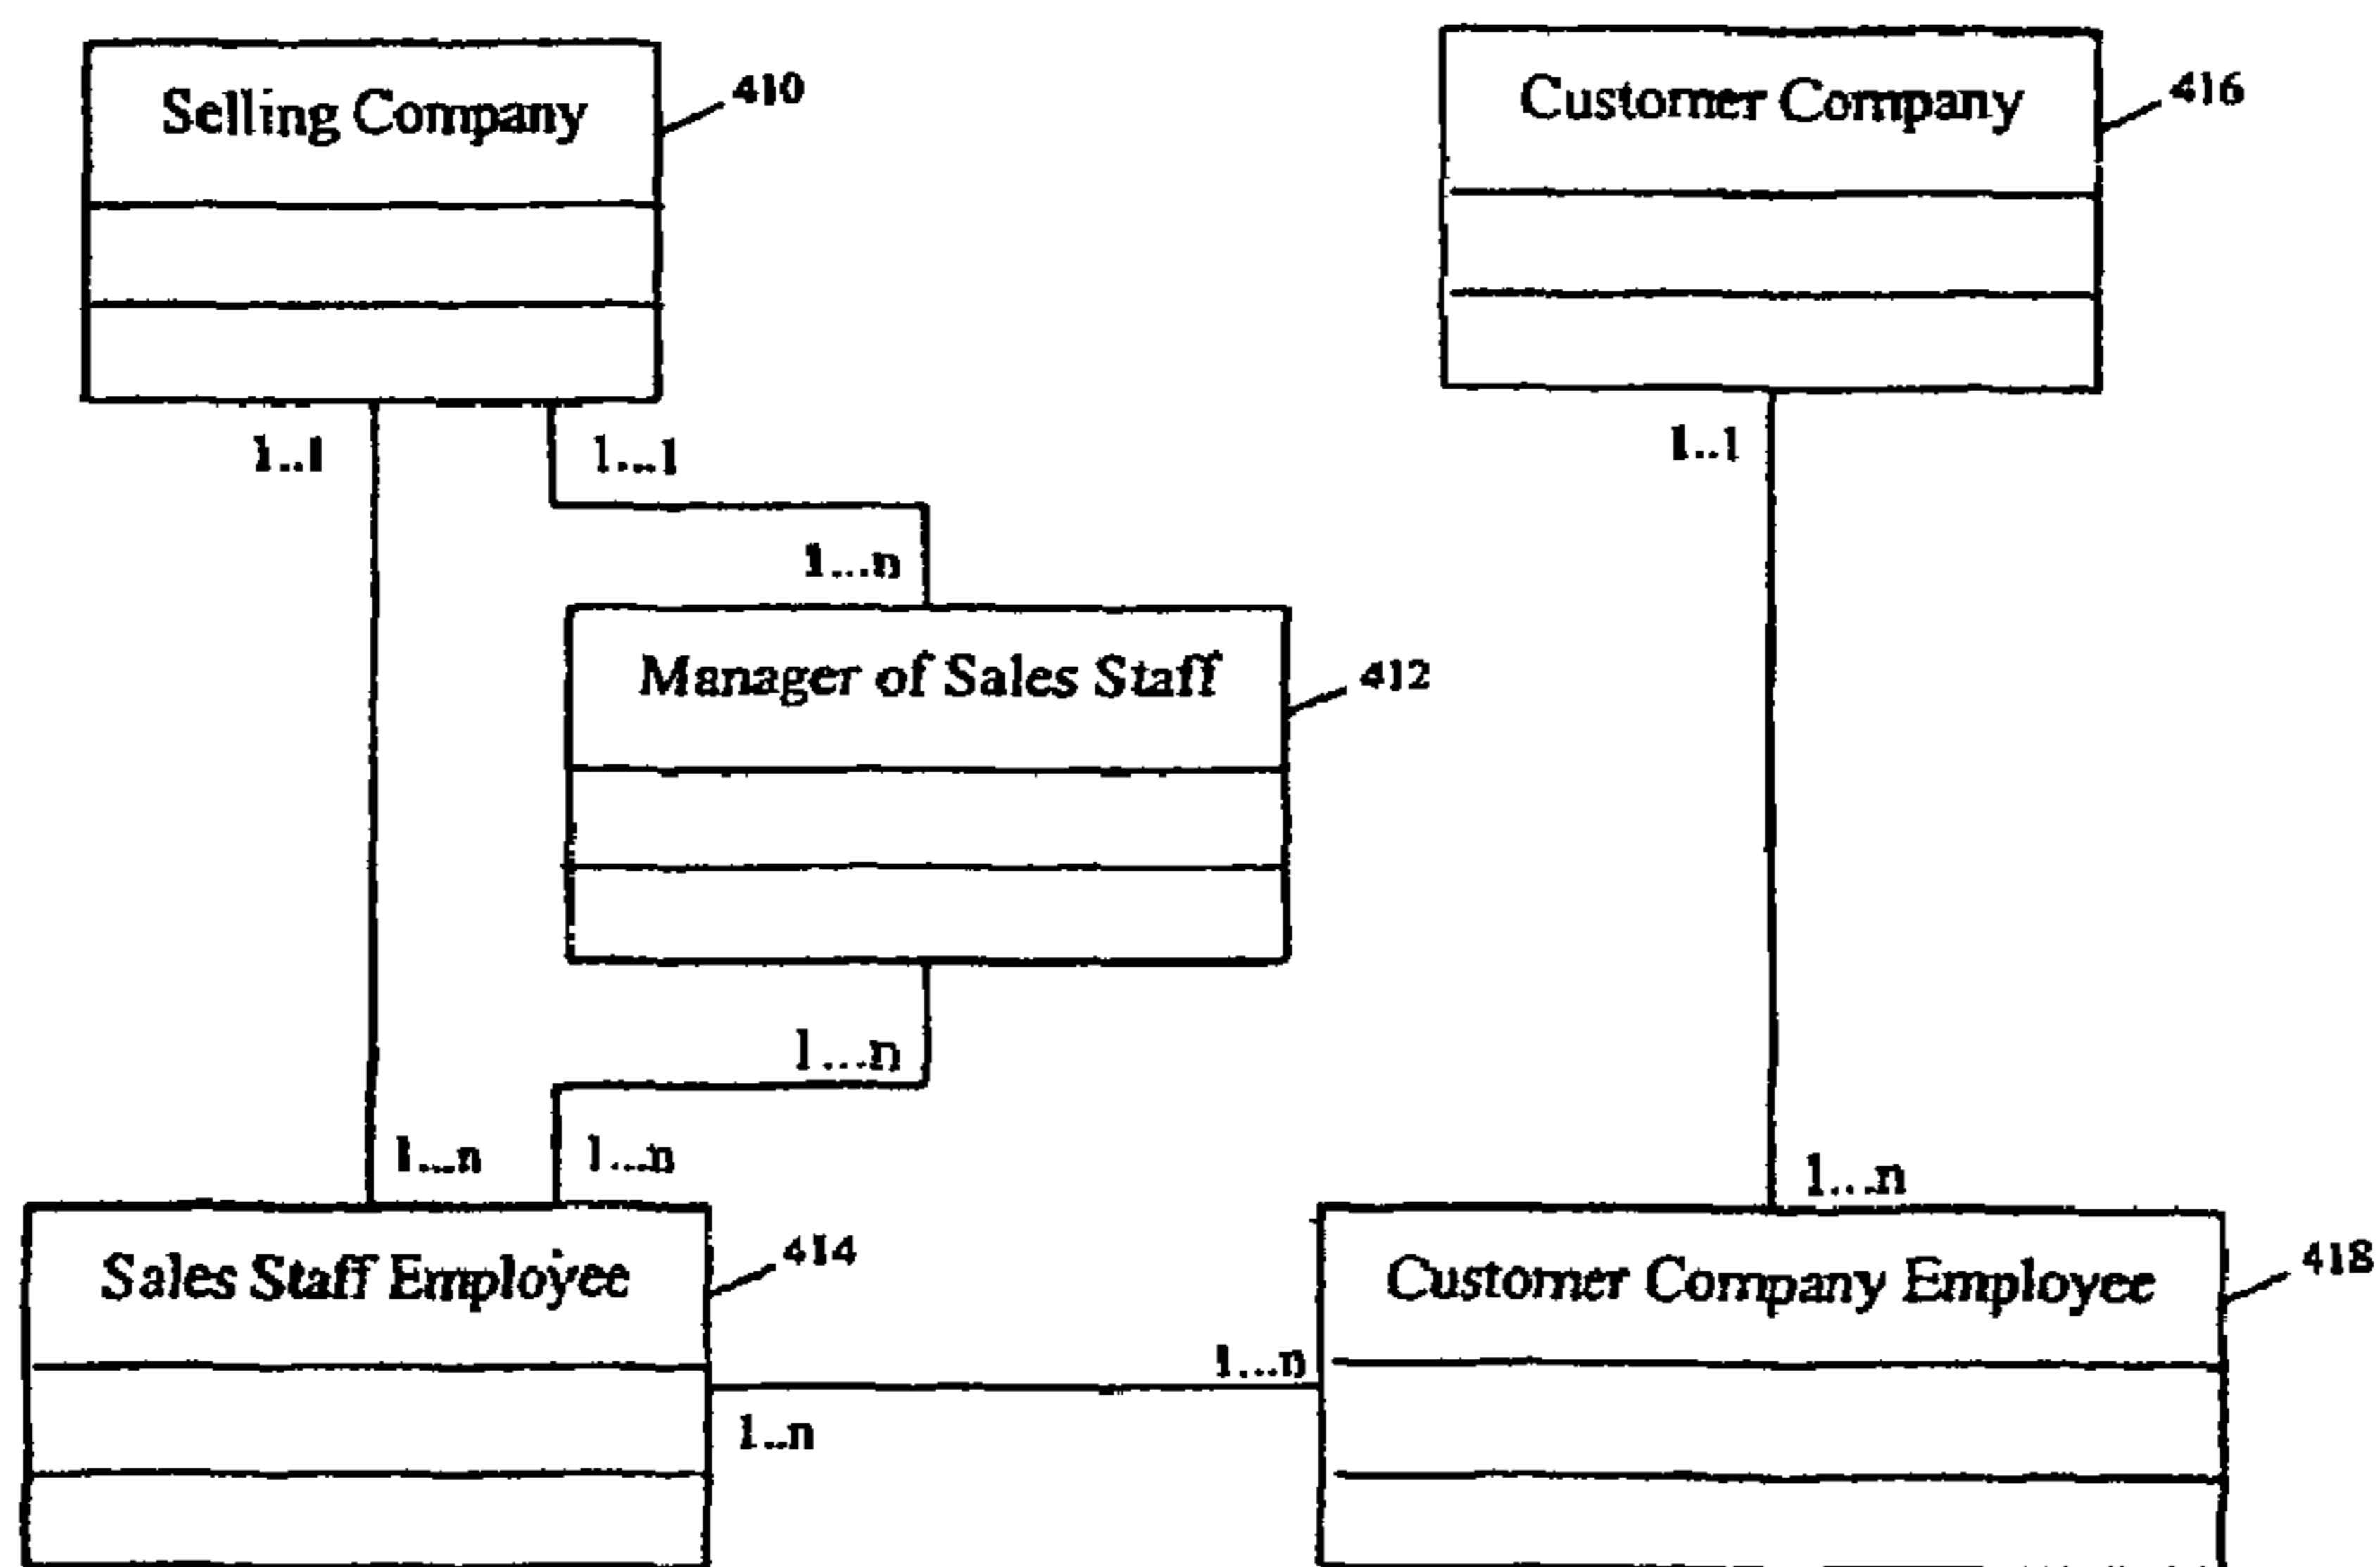 Selling Company
410
Customer Company
416
1..1
1...1
1..1
1...n
Manager of Sales Staff
412
1...n
1...n
1...n
1...n
Sales Staff Employee
414
Customer Company Employee
418
1...n
1..n